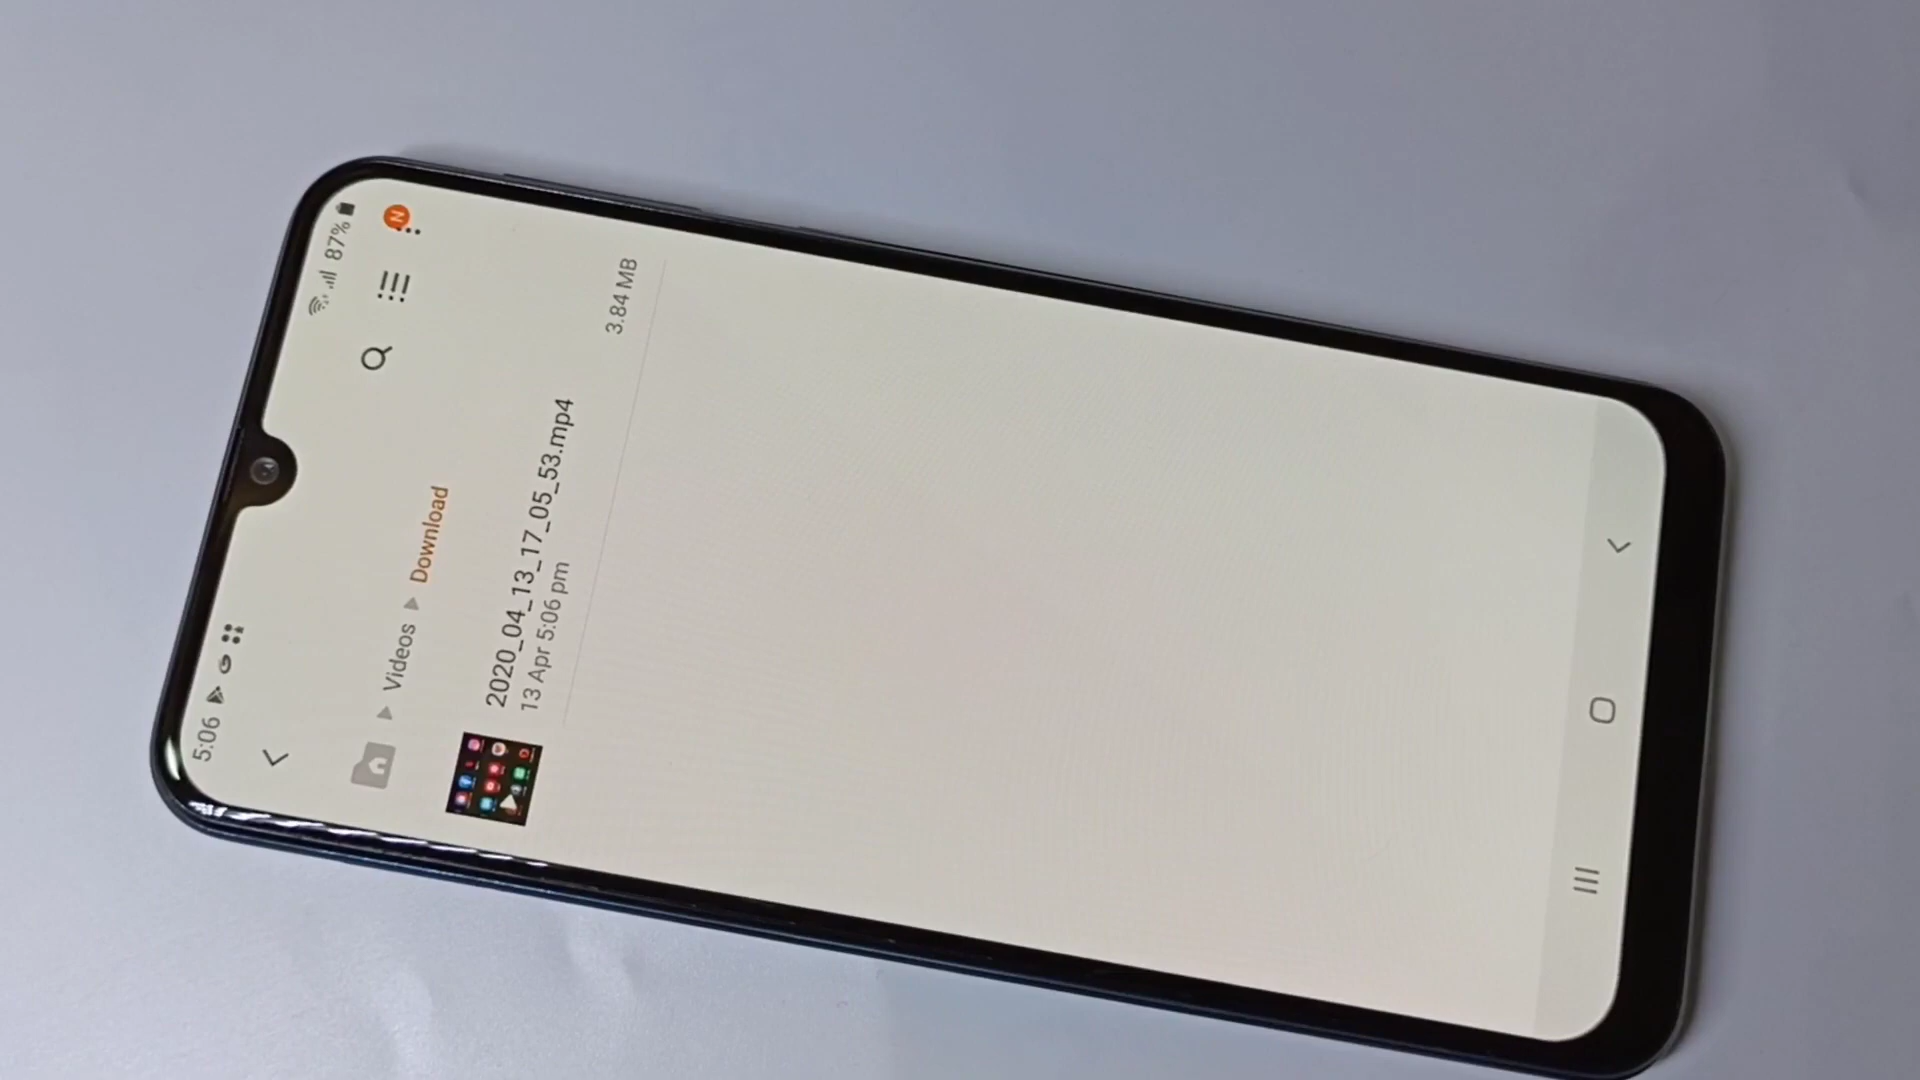 5:06
87%
N
Videos
Download
2020_04_13_17_05_53.mp4
13 Apr 5:06 pm
3.84 MB